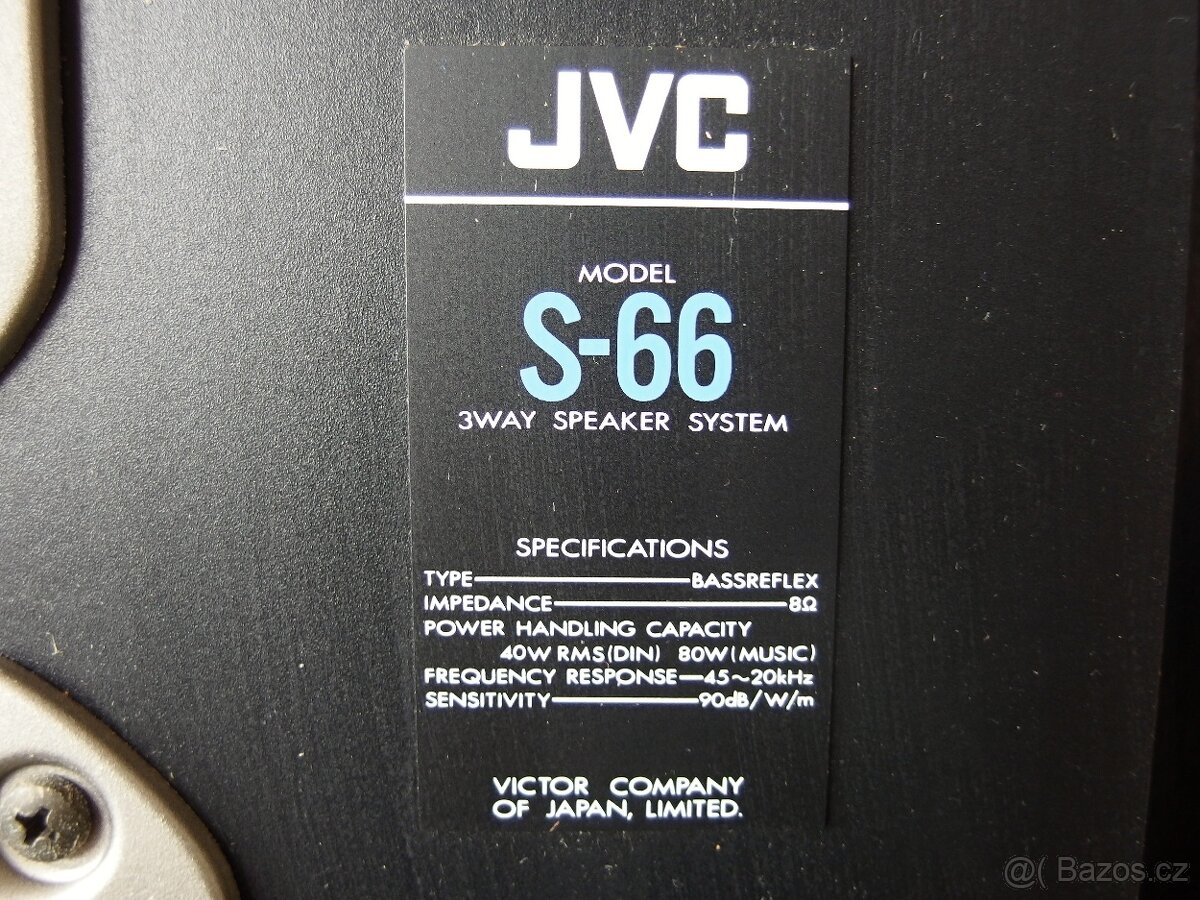 JVC
MODEL
S-66
3WAY SPEAKER SYSTEM
SPECIFICATIONS
TYPE BASSREFLEX
IMPEDANCE 8Ω
POWER HANDLING CAPACITY
40W RMS(DIN) 80W(MUSIC)
FREQUENCY RESPONSE 45~20kHz
SENSITIVITY 90dB/W/m
VICTOR COMPANY
OF JAPAN, LIMITED.
@( Bazos.cz